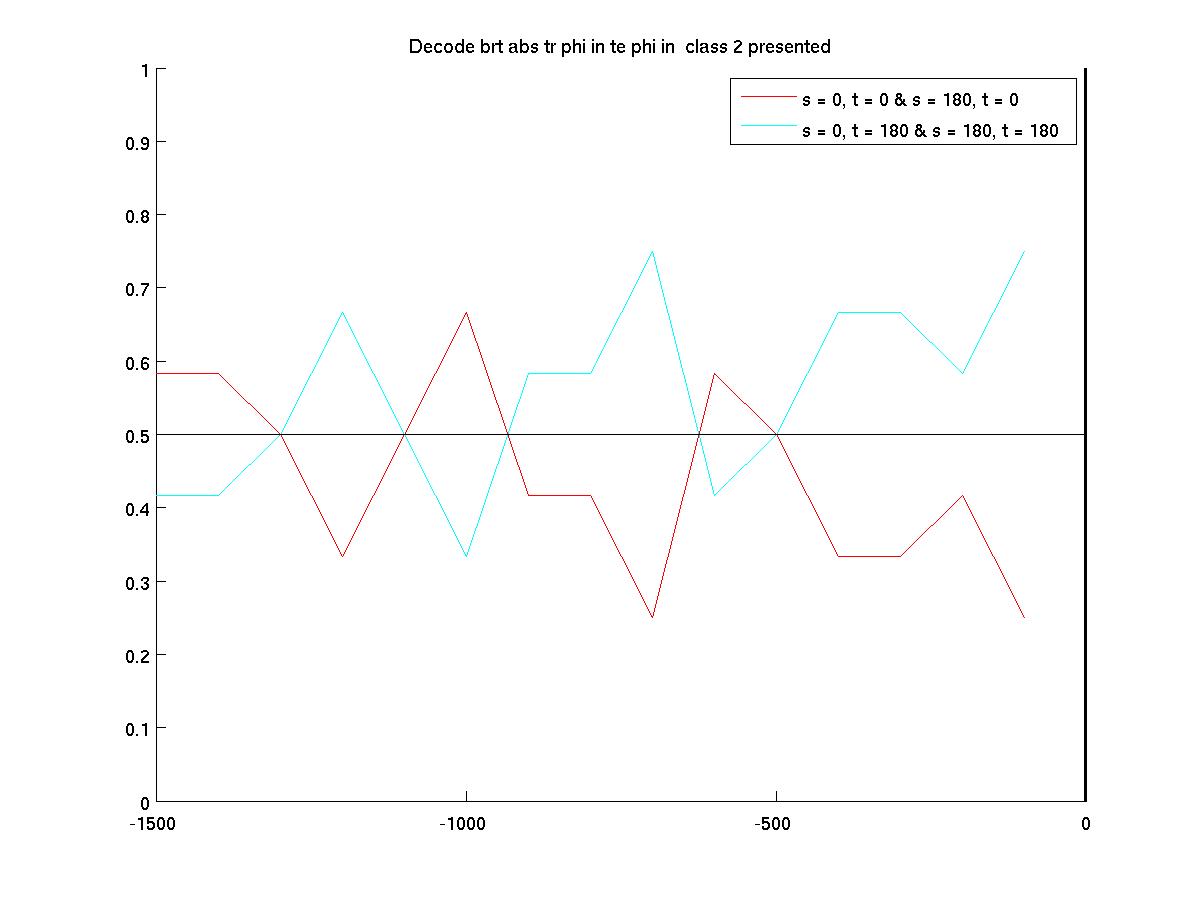 Decode brt abs tr phi in te phi in  class 2 presented
s = 0, t = 0 & s = 180, t = 0
s = 0, t = 180 & s = 180, t = 180
1
0.9
0.8
0.7
0.6
0.5
0.4
0.3
0.2
0.1
0
-1500 -1000 -500 0